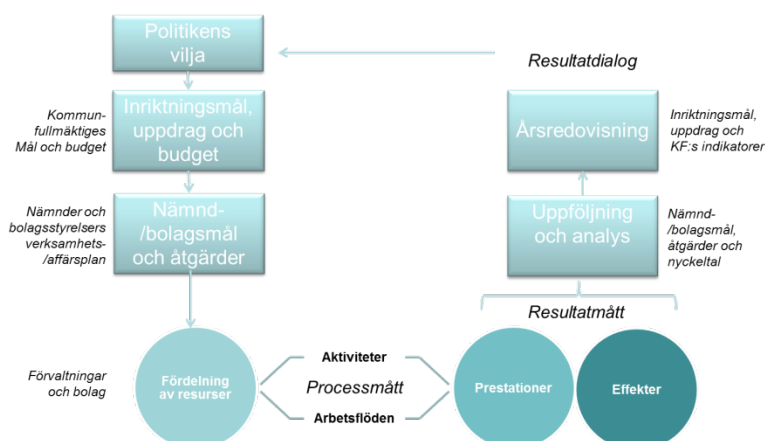 Politikens
vilja
Resultatdialog
Kommun-
fullmäktiges
Mål och budget
Inriktningsmål,
uppdrag och
budget
Årsredovisning
Inriktningsmål,
uppdrag och
KF:s indikatorer
Nämnder och
bolagsstyrelsers
verksamhets-
/affärsplan
Nämnd-
/bolagsmål
och åtgärder
Uppföljning
och analys
Nämnd-
/bolagsmål,
åtgärder och
nyckeltal
Resultatmått
Förvaltningar
och bolag
Fördelning
av resurser
Aktiviteter
Processmått
Arbetsflöden
Prestationer
Effekter